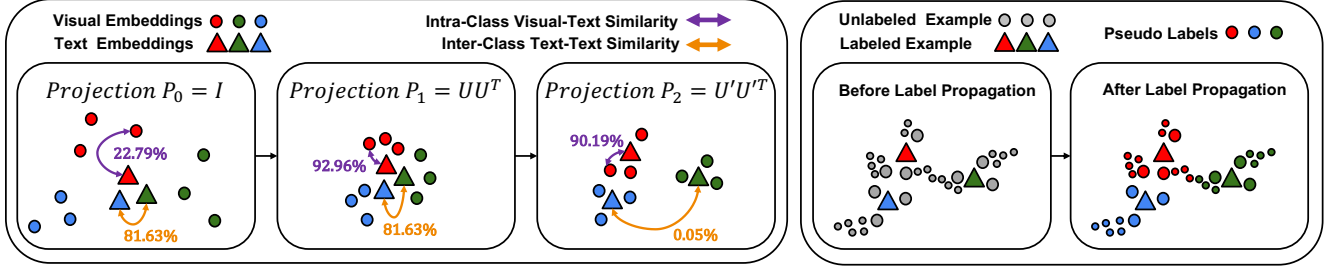 Visual Embeddings
Text Embeddings
Intra-Class Visual-Text Similarity
Inter-Class Text-Text Similarity
Projection P₀ = I
22.79%
81.63%
Projection P₁ = UUᵀ
92.96%
81.63%
Projection P₂ = U'U'ᵀ
90.19%
0.05%
Unlabeled Example
Labeled Example
Pseudo Labels
Before Label Propagation
After Label Propagation